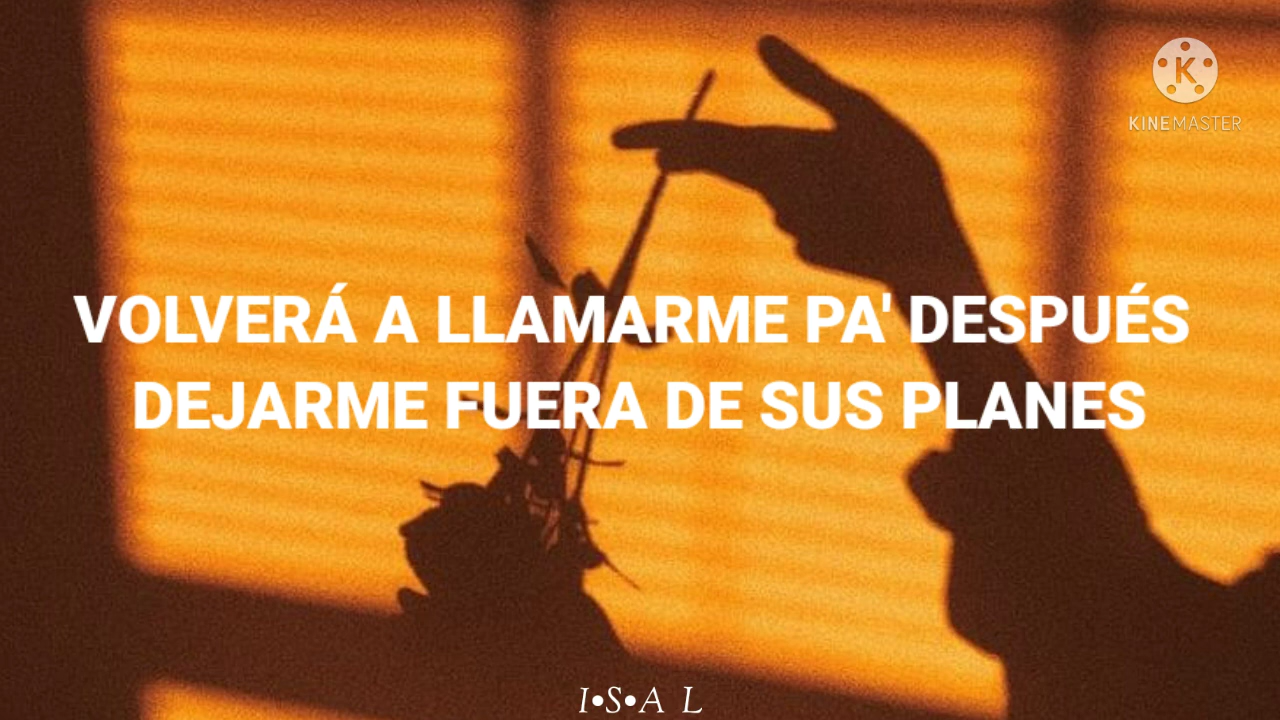 KINEMASTER
VOLVERÁ A LLAMARME PA' DESPUÉS
DEJARME FUERA DE SUS PLANES
I•S•A L